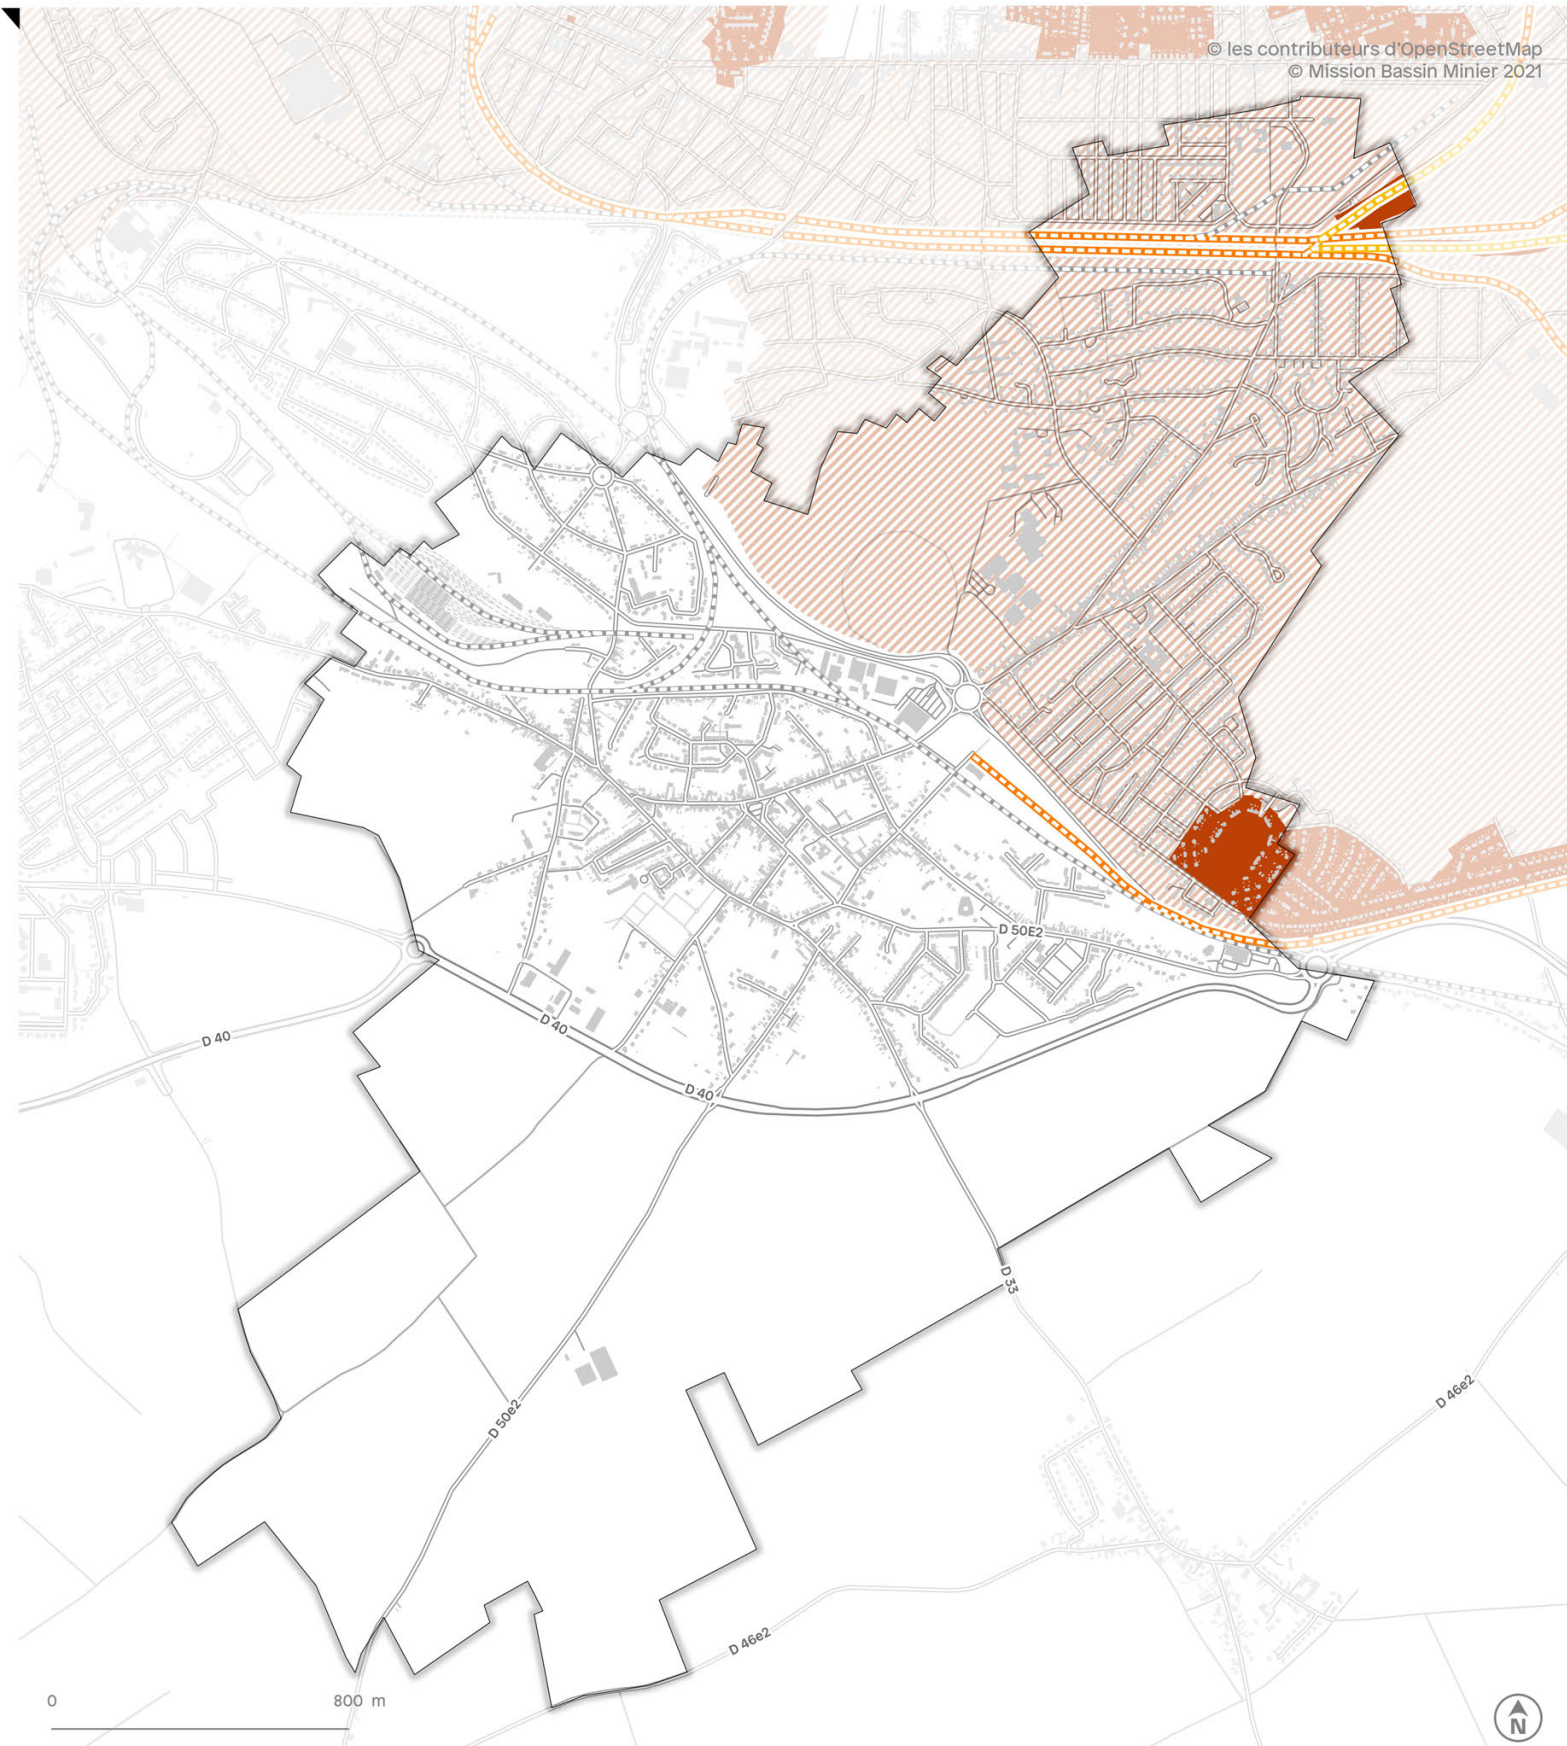 © les contributeurs d'OpenStreetMap
© Mission Bassin Minier 2021
D 50E2
D 40
D 40
D 40
D 33
D 46e2
D 50e2
D 46e2
0 800 m
N